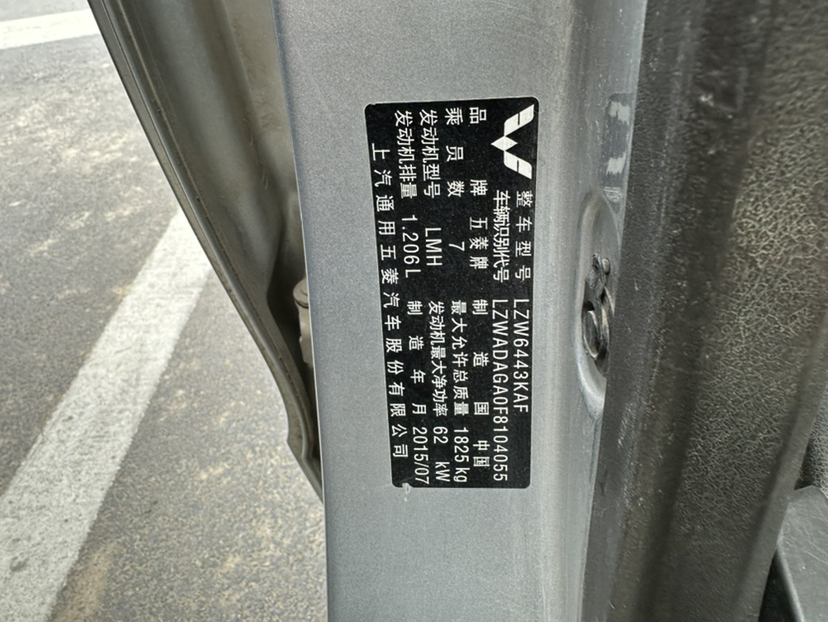 整车型号 LZW6443KAF
车辆识别代号 LZWADAGA0F8104055
品牌 五菱牌 制造国 中国
乘员数 7 最大允许总质量 1825 kg
发动机型号 LMH 发动机最大净功率 62 kW
发动机排量 1.206L 制造年月 2015/07
上汽通用五菱汽车股份有限公司